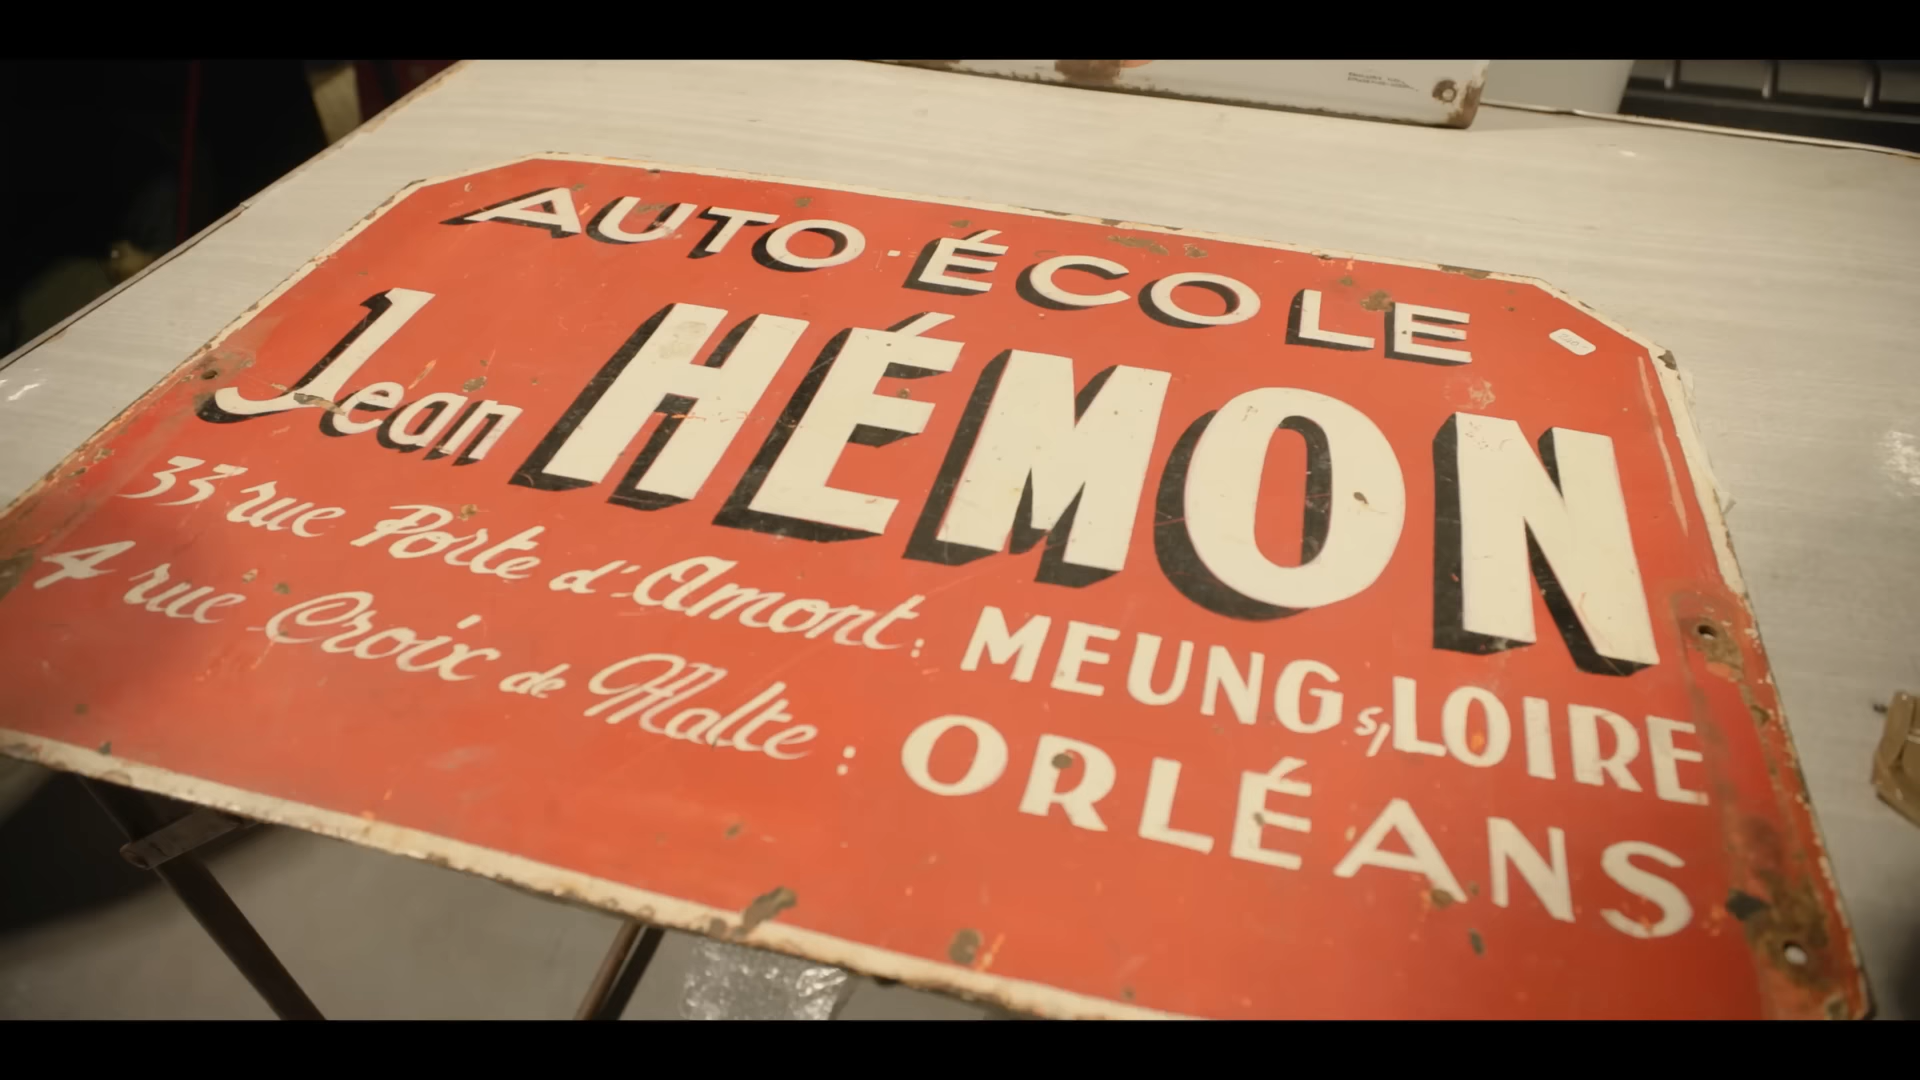 AUTO·ÉCOLE
Jean HÉMON
33 rue Porte d'Amont: MEUNG s/LOIRE
4 rue Croix de Malte: ORLÉANS